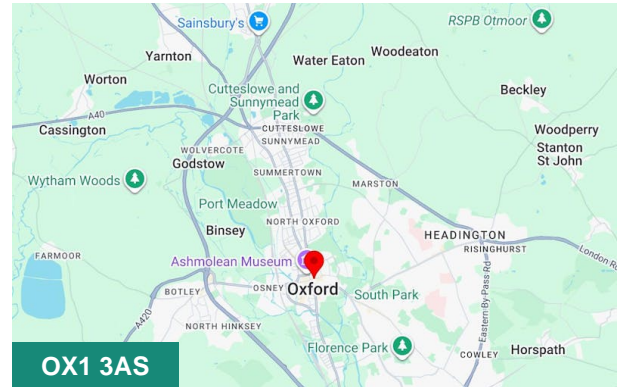 Sainsbury's
RSPB Otmoor
Yarnton
Water Eaton
Woodeaton
Worton
Cutteslowe and
Sunnymead
Park
Beckley
A40
Cassington
CUTTESLOWE
SUNNYMEAD
Woodperry
WOLVERCOTE
Godstow
Stanton
St John
SUMMERTOWN
Wytham Woods
MARSTON
Port Meadow
NORTH OXFORD
Binsey
HEADINGTON
RISINGHURST
FARMOOR
Ashmolean Museum
London Ro
Oxford
OSNEY
BOTLEY
South Park
Eastern By-Pass Rd
A420
NORTH HINKSEY
Florence Park
COWLEY
Horspath
OX1 3AS